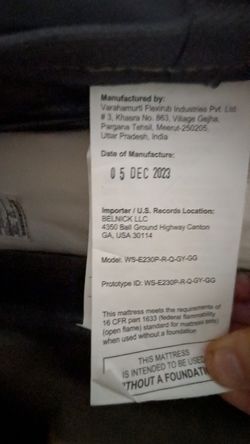 Manufactured by:
Varahamurti Flexirub Industries Pvt. Ltd
# 3, Khasra No. 863, Village Gejha,
Pargana Tehsil, Meerut-250205,
Uttar Pradesh, India
Date of Manufacture:
05 DEC 2023
Importer / U.S. Records Location:
BELNICK LLC
4350 Ball Ground Highway Canton
GA, USA 30114
Model: WS-E230P-R-Q-GY-GG
Prototype ID: WS-E230P-R-Q-GY-GG
This mattress meets the requirements of
16 CFR part 1633 (federal flammability
(open flame) standard for mattress sets)
when used without a foundation
THIS MATTRESS
IS INTENDED TO BE USED
WITHOUT A FOUNDATION